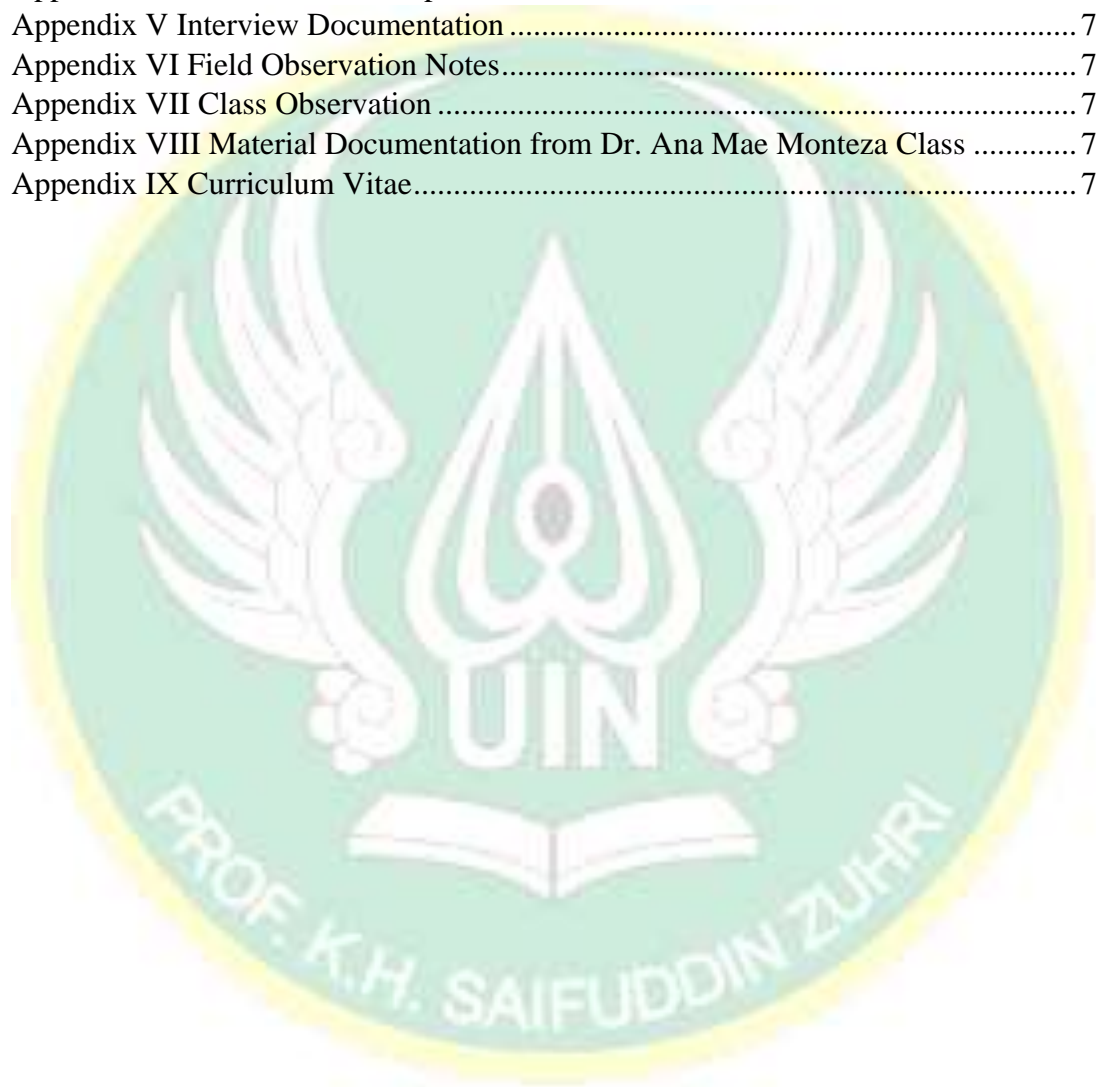 Appendix V Interview Documentation ........................................................................... 7
Appendix VI Field Observation Notes............................................................................ 7
Appendix VII Class Observation ..................................................................................... 7
Appendix VIII Material Documentation from Dr. Ana Mae Monteza Class ............. 7
Appendix IX Curriculum Vitae........................................................................................ 7
UIN
PROF. K.H. SAIFUDDIN ZUHRI